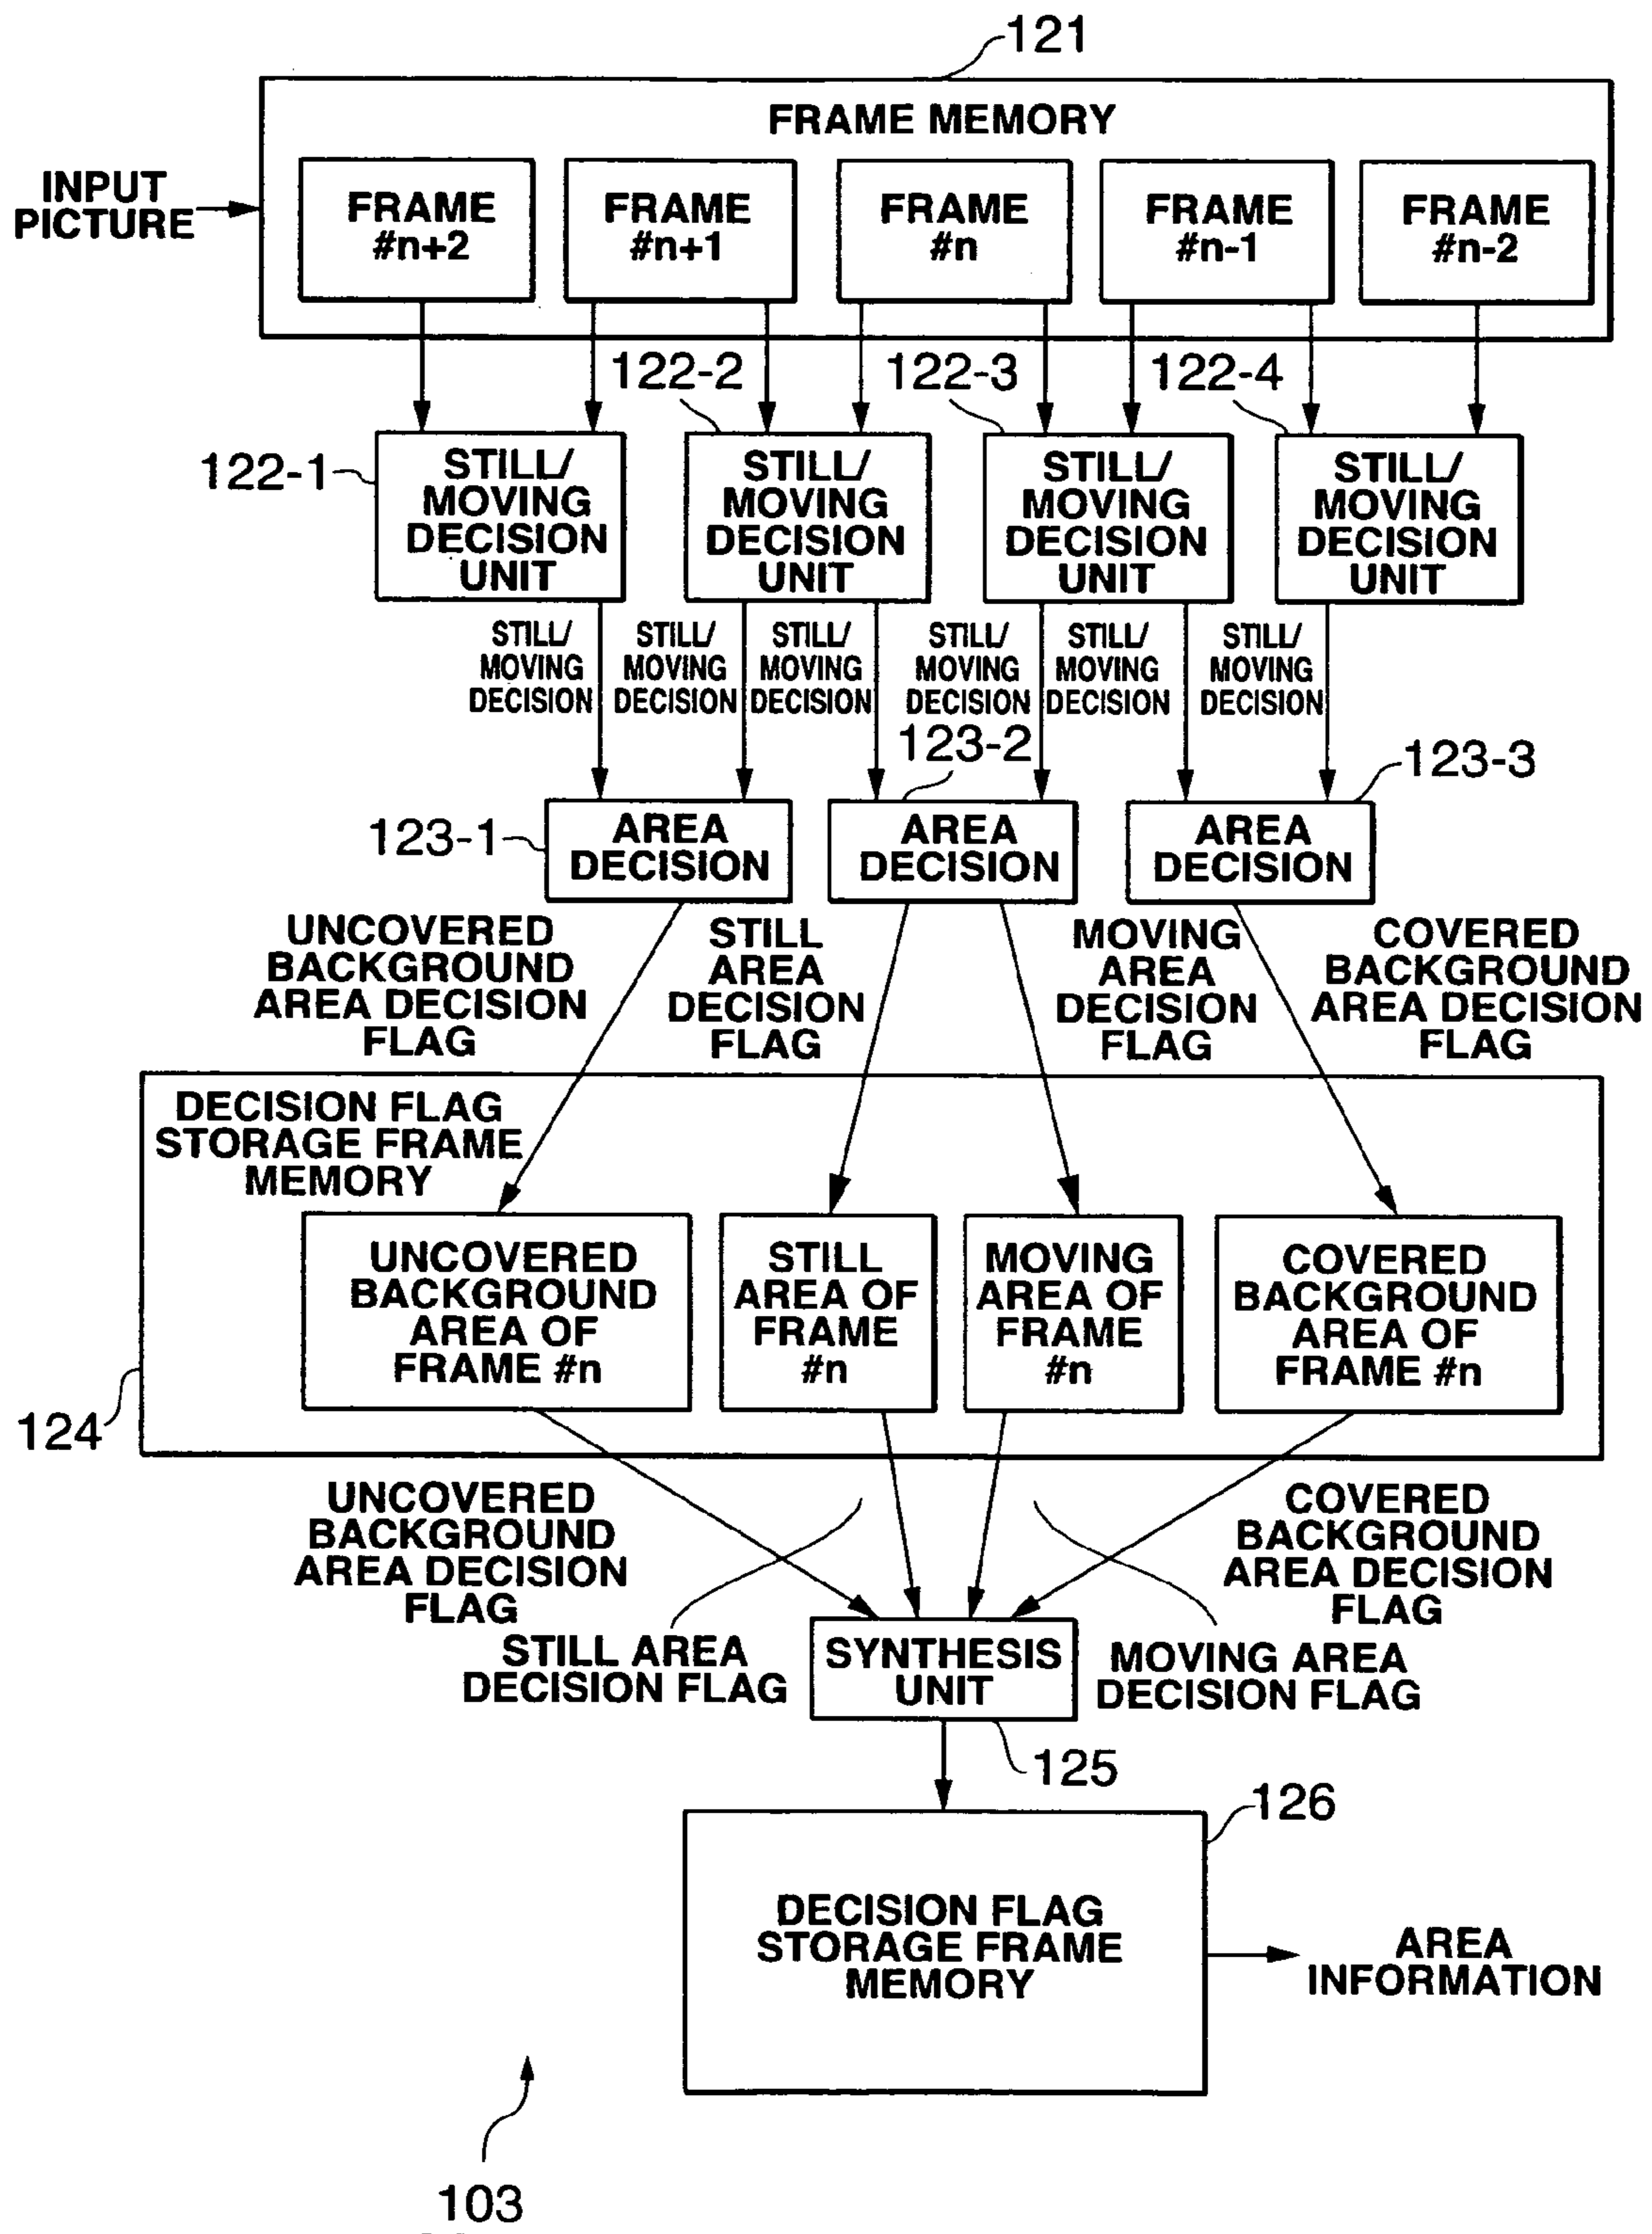 121
FRAME MEMORY
INPUT
PICTURE
FRAME
#n+2
FRAME
#n+1
FRAME
#n
FRAME
#n-1
FRAME
#n-2
122-2
122-3
122-4
122-1
STILL/
MOVING
DECISION
UNIT
STILL/
MOVING
DECISION
UNIT
STILL/
MOVING
DECISION
UNIT
STILL/
MOVING
DECISION
UNIT
STILL/
MOVING
DECISION
STILL/
MOVING
DECISION
STILL/
MOVING
DECISION
STILL/
MOVING
DECISION
STILL/
MOVING
DECISION
STILL/
MOVING
DECISION
123-2
123-3
123-1
AREA
DECISION
AREA
DECISION
AREA
DECISION
UNCOVERED
BACKGROUND
AREA DECISION
FLAG
STILL
AREA
DECISION
FLAG
MOVING
AREA
DECISION
FLAG
COVERED
BACKGROUND
AREA DECISION
FLAG
DECISION FLAG
STORAGE FRAME
MEMORY
UNCOVERED
BACKGROUND
AREA OF
FRAME #n
STILL
AREA OF
FRAME
#n
MOVING
AREA OF
FRAME
#n
COVERED
BACKGROUND
AREA OF
FRAME #n
124
UNCOVERED
BACKGROUND
AREA DECISION
FLAG
COVERED
BACKGROUND
AREA DECISION
FLAG
STILL AREA
DECISION FLAG
SYNTHESIS
UNIT
MOVING AREA
DECISION FLAG
125
126
DECISION FLAG
STORAGE FRAME
MEMORY
AREA
INFORMATION
103